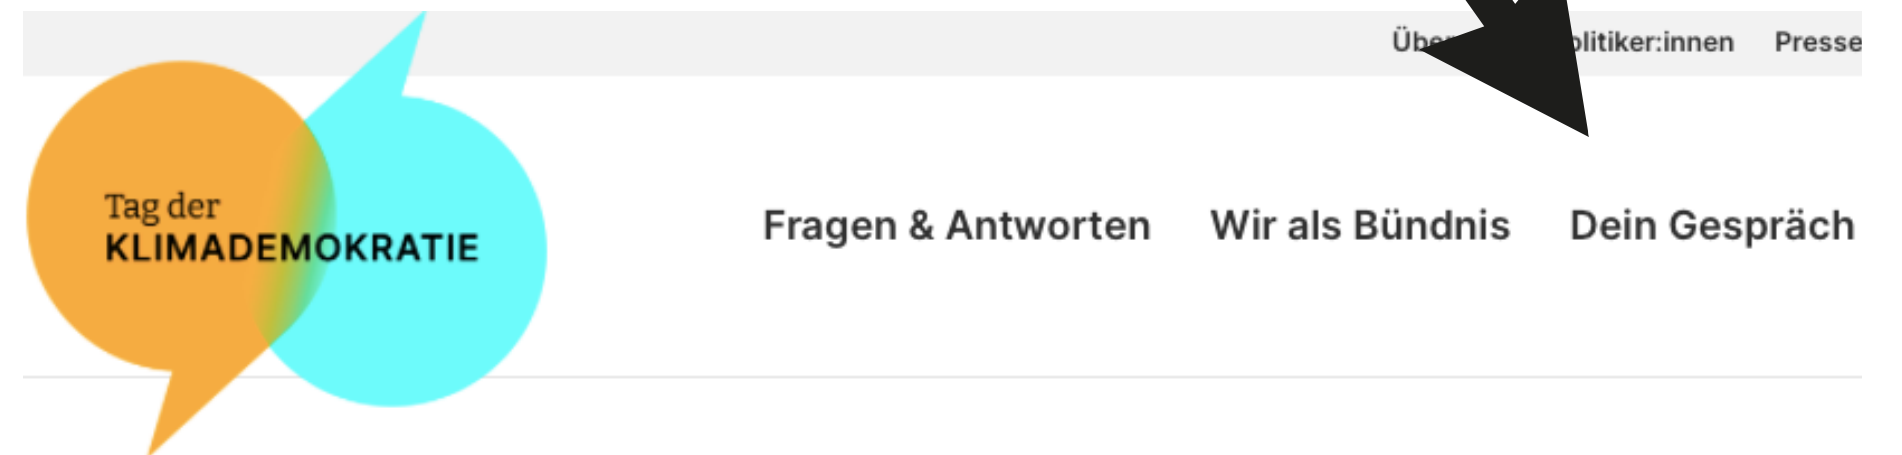 Presse
Tag der
KLIMADEMOKRATIE
Fragen & Antworten Wir als Bündnis Dein Gespräch